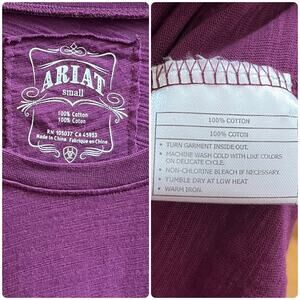 ARIAT
small
100% Cotton
100% Coton
RN 105037 CA 45953
Made in China Fabriqué en China
100% COTTON
100% COTON
• TURN GARMENT INSIDE OUT.
• MACHINE WASH COLD WITH LIKE COLORS
ON DELICATE CYCLE.
• NON-CHLORINE BLEACH IF NECESSARY.
• TUMBLE DRY AT LOW HEAT
• WARM IRON.